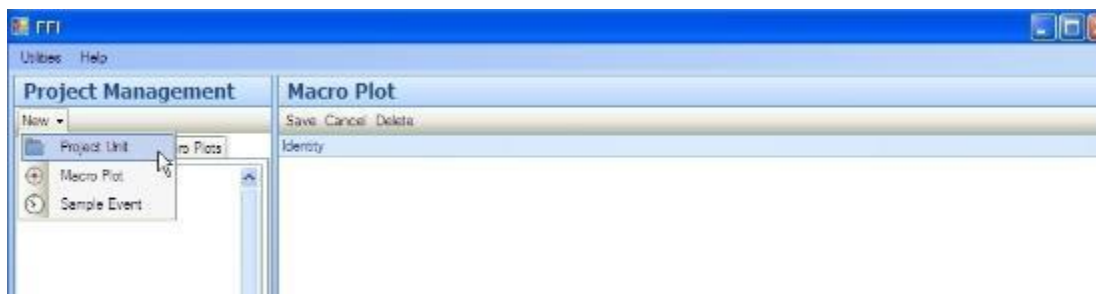 FFI
Utilities Help
Project Management
Macro Plot
New
Save Cancel Delete
Project Unit
ro Plots
Identity
Macro Plot
Sample Event